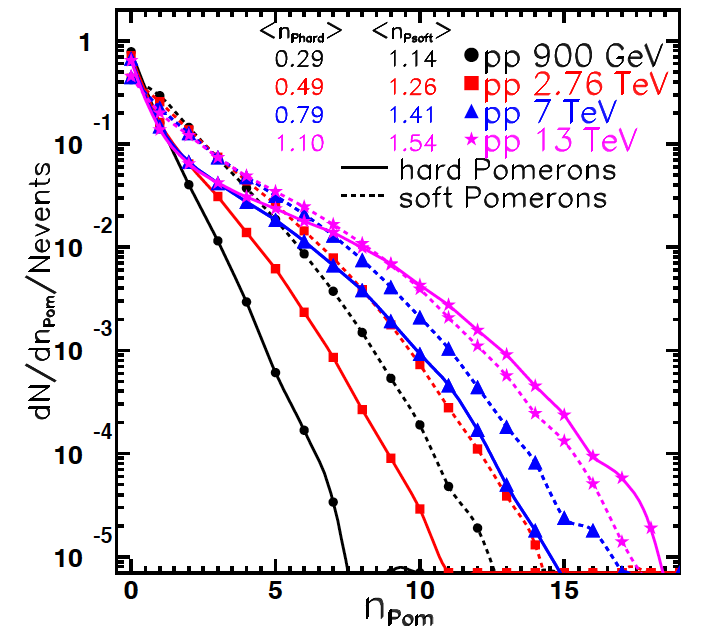 <n_Phard> <n_Psoft>
0.29 1.14 pp 900 GeV
0.49 1.26 pp 2.76 TeV
0.79 1.41 pp 7 TeV
1.10 1.54 pp 13 TeV
hard Pomerons
soft Pomerons
dN/dn_Pom/Nevents
1
10^-1
10^-2
10^-3
10^-4
10^-5
0 5 10 15
n_Pom